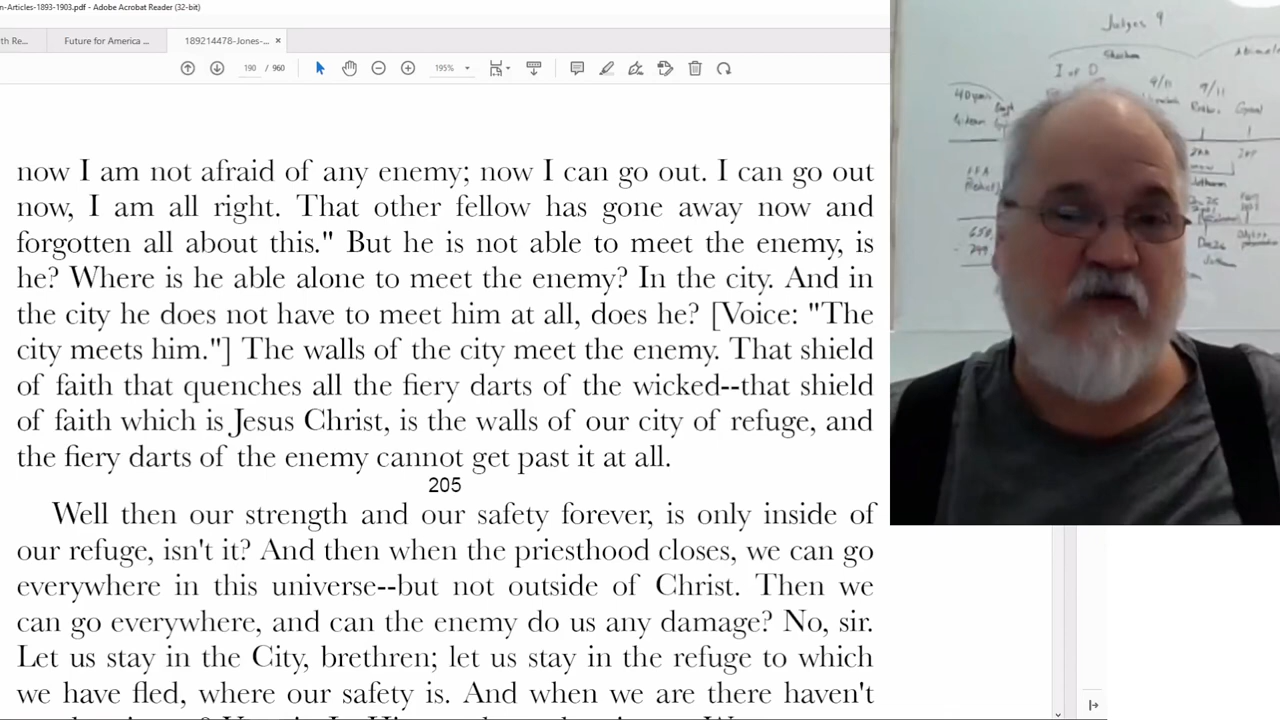 n-Articles-1893-1903.pdf - Adobe Acrobat Reader (32-bit)
th Re...
Future for America ...
189214478-Jones-...
190 / 960
195%
now I am not afraid of any enemy; now I can go out. I can go out
now, I am all right. That other fellow has gone away now and
forgotten all about this." But he is not able to meet the enemy, is
he? Where is he able alone to meet the enemy? In the city. And in
the city he does not have to meet him at all, does he? [Voice: "The
city meets him."] The walls of the city meet the enemy. That shield
of faith that quenches all the fiery darts of the wicked--that shield
of faith which is Jesus Christ, is the walls of our city of refuge, and
the fiery darts of the enemy cannot get past it at all.
205
Well then our strength and our safety forever, is only inside of
our refuge, isn't it? And then when the priesthood closes, we can go
everywhere in this universe--but not outside of Christ. Then we
can go everywhere, and can the enemy do us any damage? No, sir.
Let us stay in the City, brethren; let us stay in the refuge to which
we have fled, where our safety is. And when we are there haven't
Judges 9
Shechem
I of D
9/11